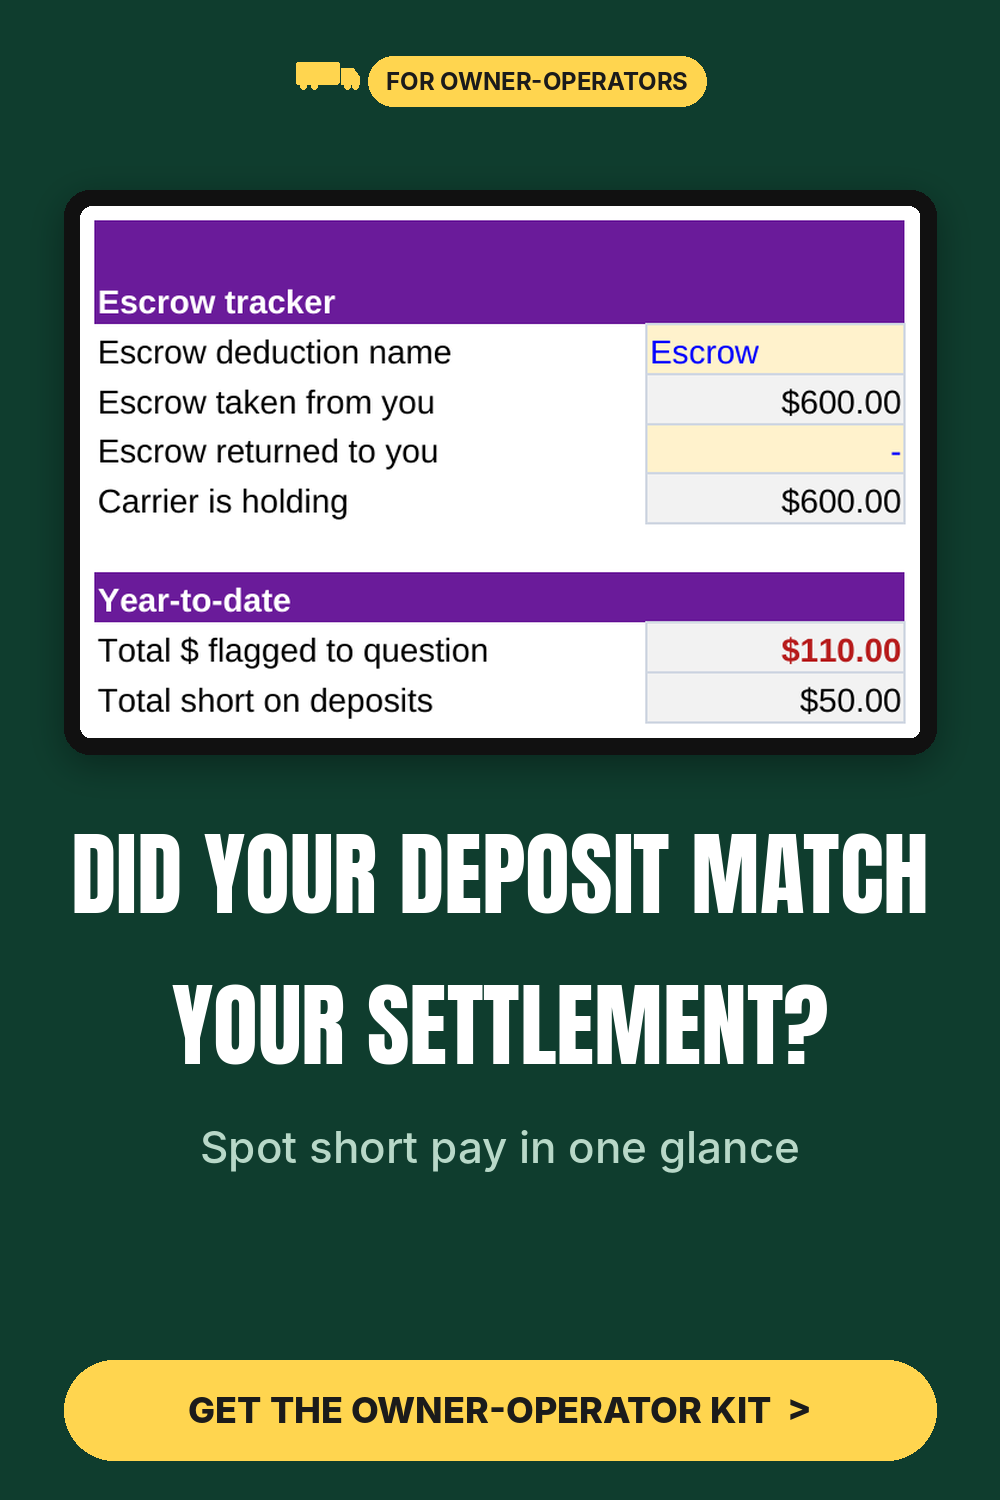 FOR OWNER-OPERATORS
Escrow tracker
Escrow deduction name Escrow
Escrow taken from you $600.00
Escrow returned to you -
Carrier is holding $600.00
Year-to-date
Total $ flagged to question $110.00
Total short on deposits $50.00
DID YOUR DEPOSIT MATCH
YOUR SETTLEMENT?
Spot short pay in one glance
GET THE OWNER-OPERATOR KIT >